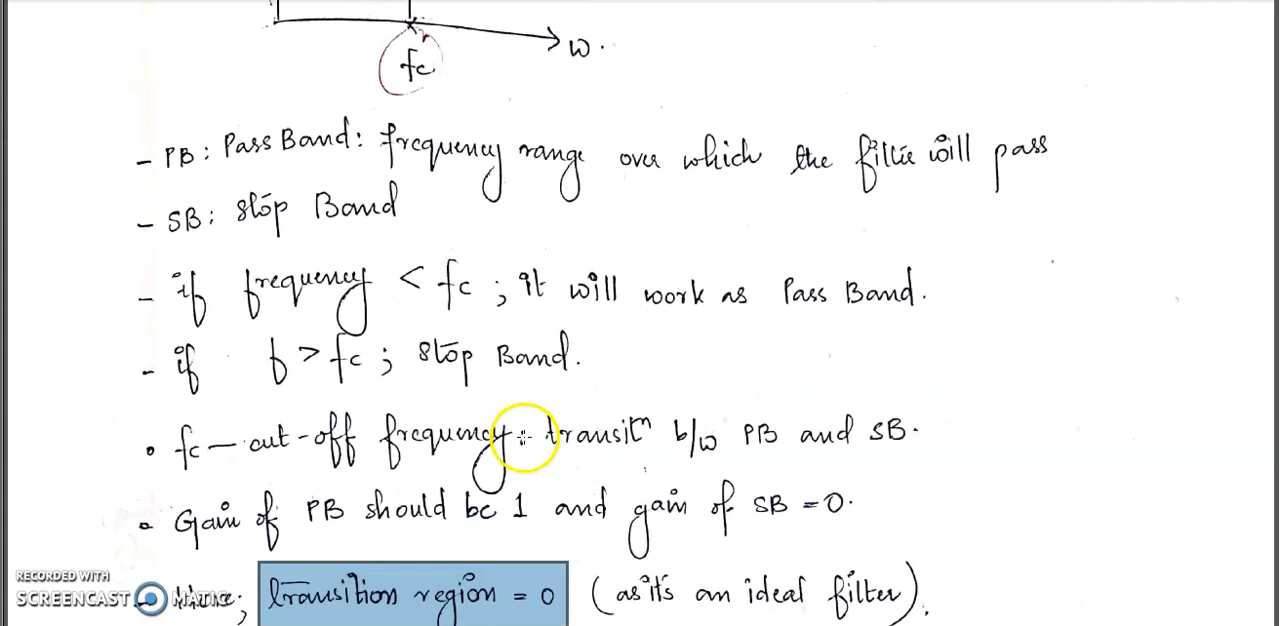 fc
w.
- PB: Pass Band: frequency range over which the filter will pass
- SB: Stop Band
- if frequency < fc ; it will work as Pass Band.
- if f > fc ; Stop Band.
• fc - cut-off frequency: transitⁿ b/w PB and SB.
• Gain of PB should be 1 and gain of SB = 0.
transition region = 0 (as it's an ideal filter).
RECORDED WITH
SCREENCAST MATIC